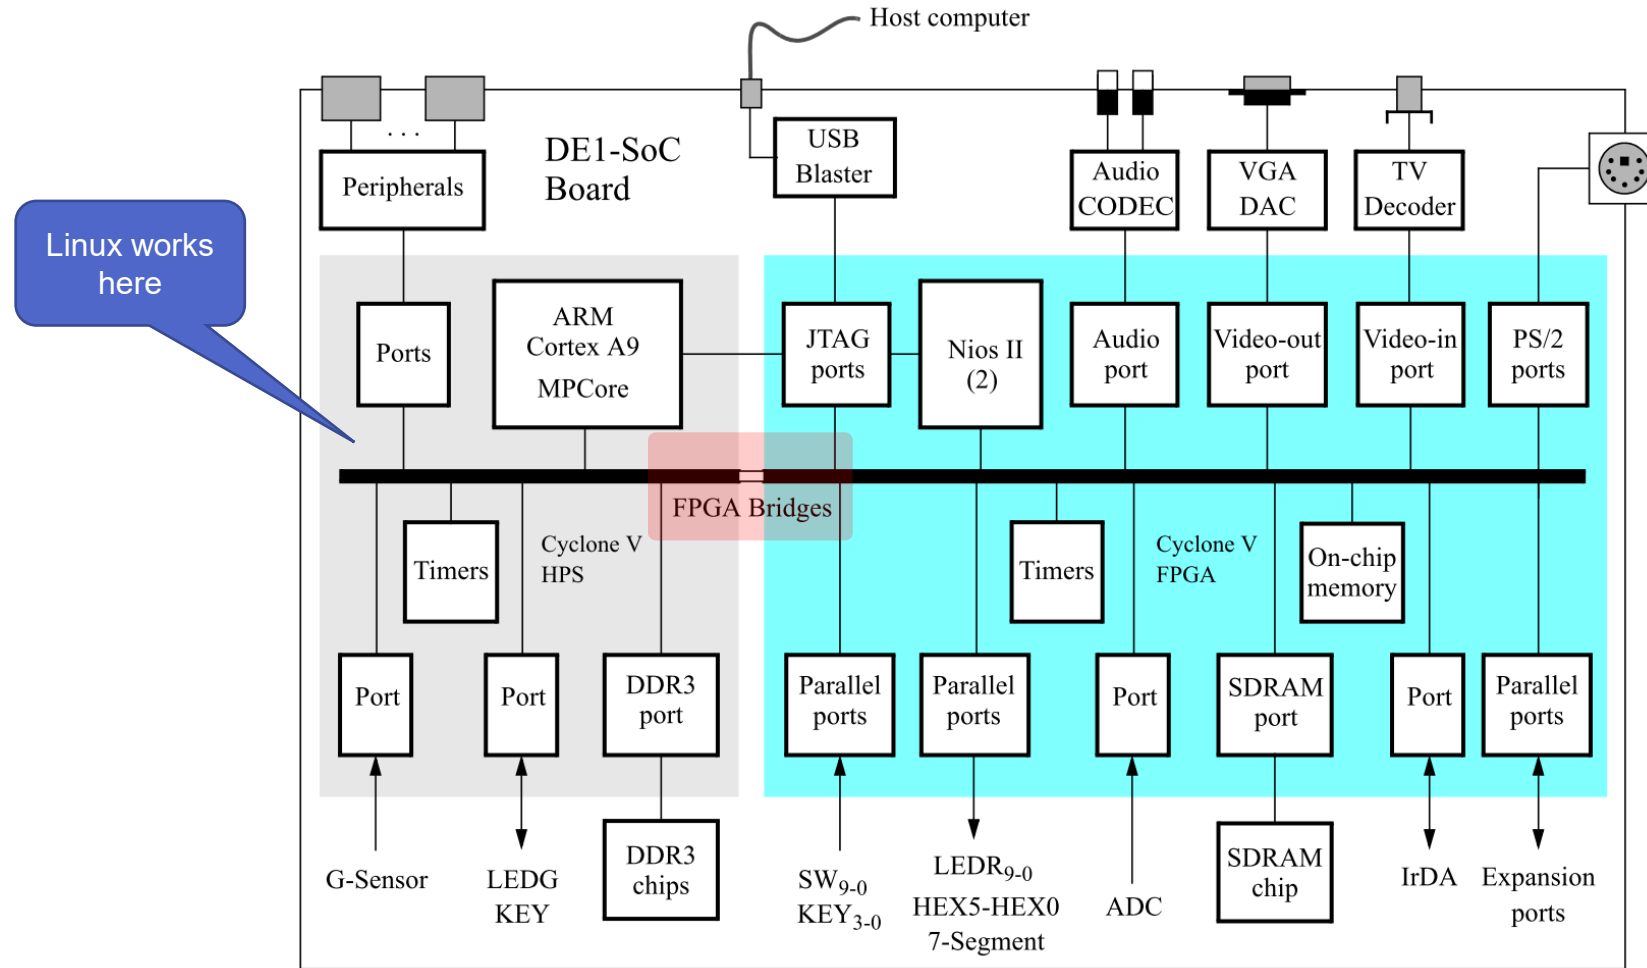 Host computer
DE1-SoC
Board
USB
Blaster
Audio
CODEC
VGA
DAC
TV
Decoder
Peripherals
Linux works
here
Ports
ARM
Cortex A9
MPCore
JTAG
ports
Nios II
(2)
Audio
port
Video-out
port
Video-in
port
PS/2
ports
FPGA Bridges
Timers
Cyclone V
HPS
Timers
Cyclone V
FPGA
On-chip
memory
Port
Port
DDR3
port
Parallel
ports
Parallel
ports
Port
SDRAM
port
Port
Parallel
ports
G-Sensor
LEDG
KEY
DDR3
chips
SW9-0
KEY3-0
LEDR9-0
HEX5-HEX0
7-Segment
ADC
SDRAM
chip
IrDA
Expansion
ports